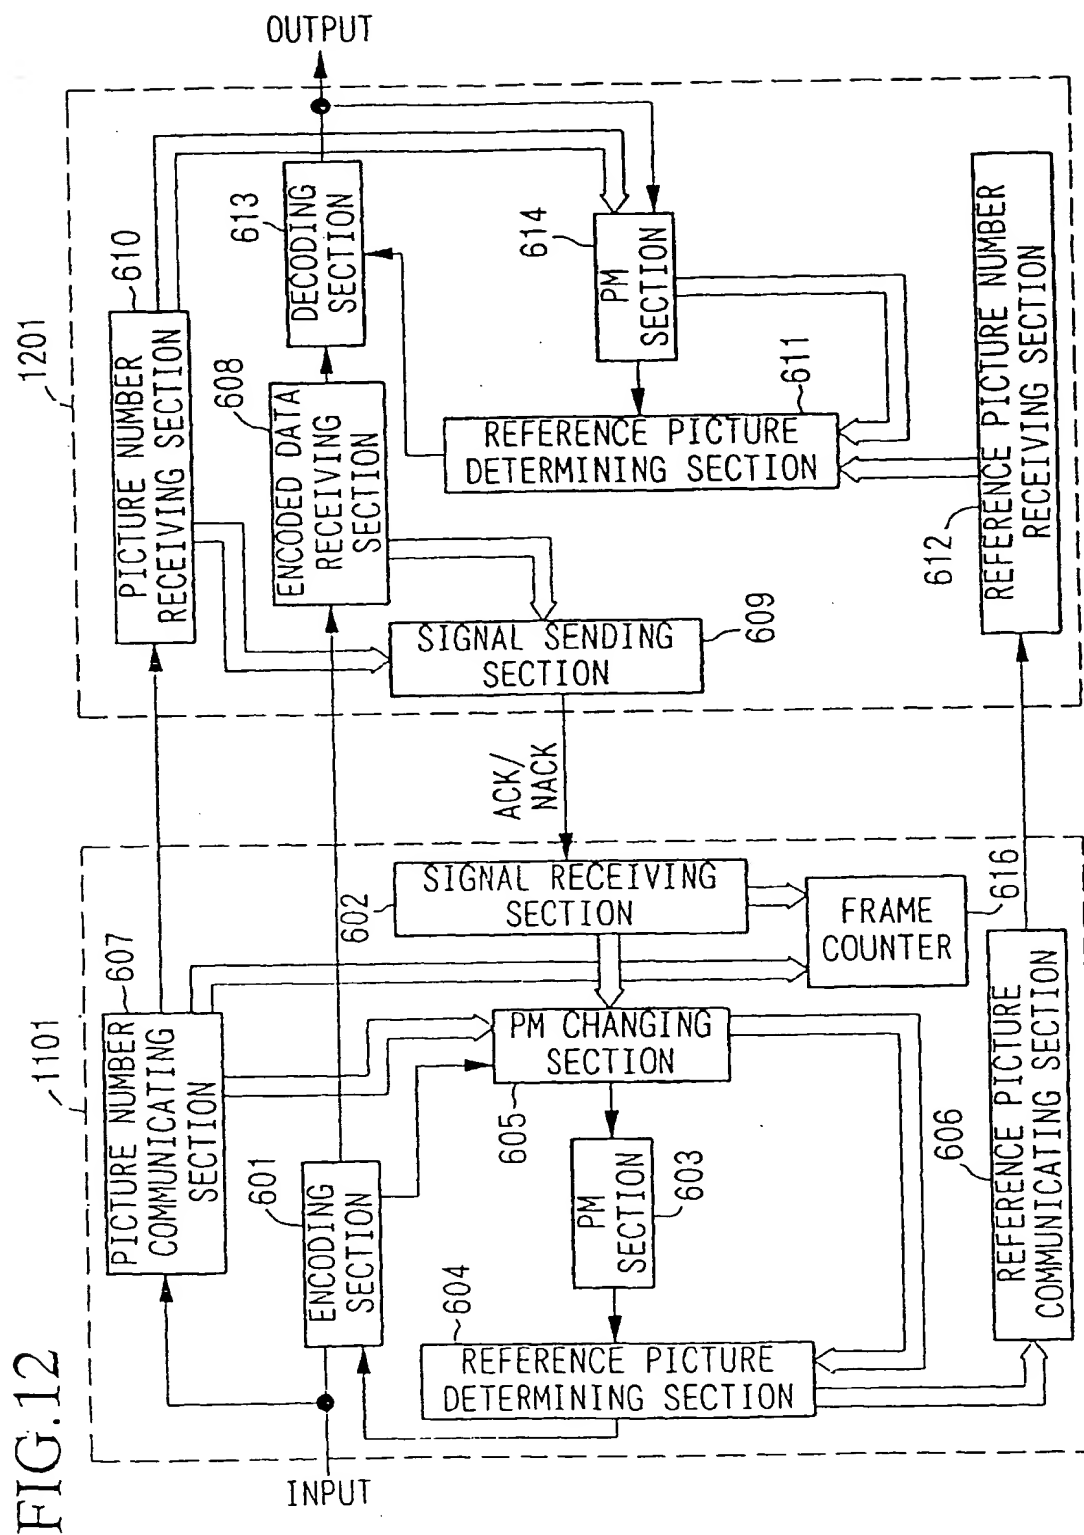 FIG.12
1101
1201
INPUT
PICTURE NUMBER
COMMUNICATING
SECTION
607
ENCODING
SECTION
601
REFERENCE PICTURE
DETERMINING SECTION
604
PM
SECTION
603
PM CHANGING
SECTION
605
SIGNAL RECEIVING
SECTION
602
FRAME
COUNTER
616
REFERENCE PICTURE
COMMUNICATING SECTION
606
ACK/
NACK
PICTURE NUMBER
RECEIVING SECTION
610
ENCODED DATA
RECEIVING
SECTION
608
SIGNAL SENDING
SECTION
609
DECODING
SECTION
613
PM
SECTION
614
REFERENCE PICTURE
DETERMINING SECTION
611
REFERENCE PICTURE NUMBER
RECEIVING SECTION
612
OUTPUT